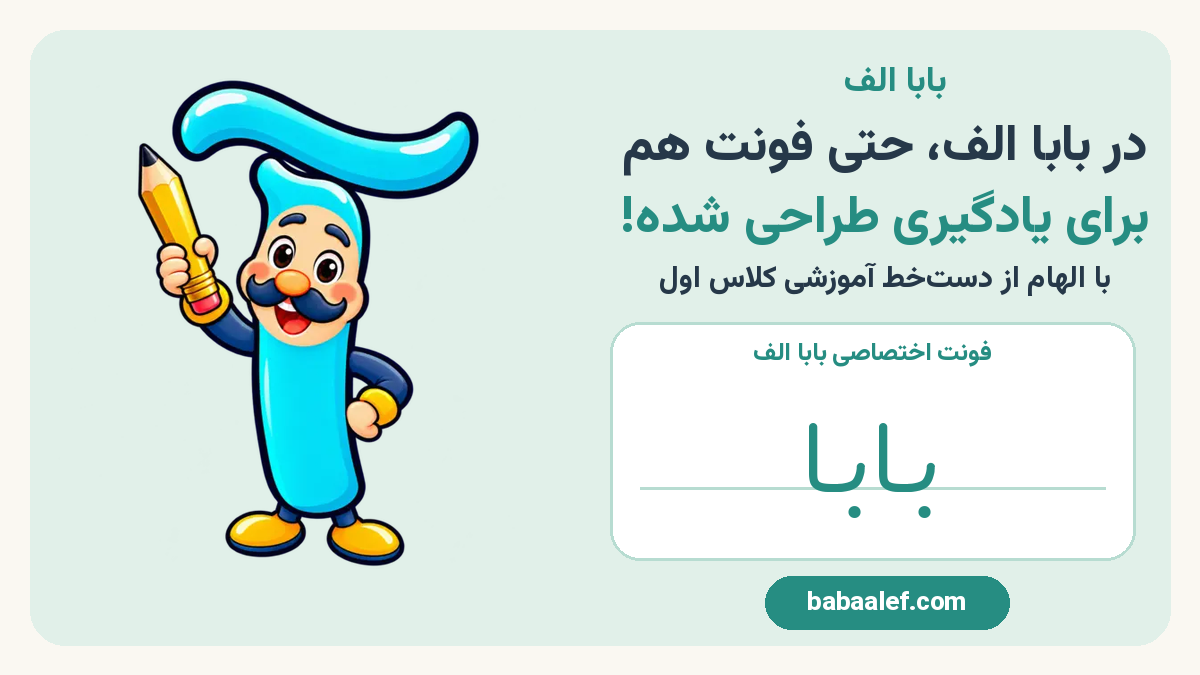 بابا الف
در بابا الف، حتی فونت هم
برای یادگیری طراحی شده!
با الهام از دست‌خط آموزشی کلاس اول
فونت اختصاصی بابا الف
بابا
babaalef.com